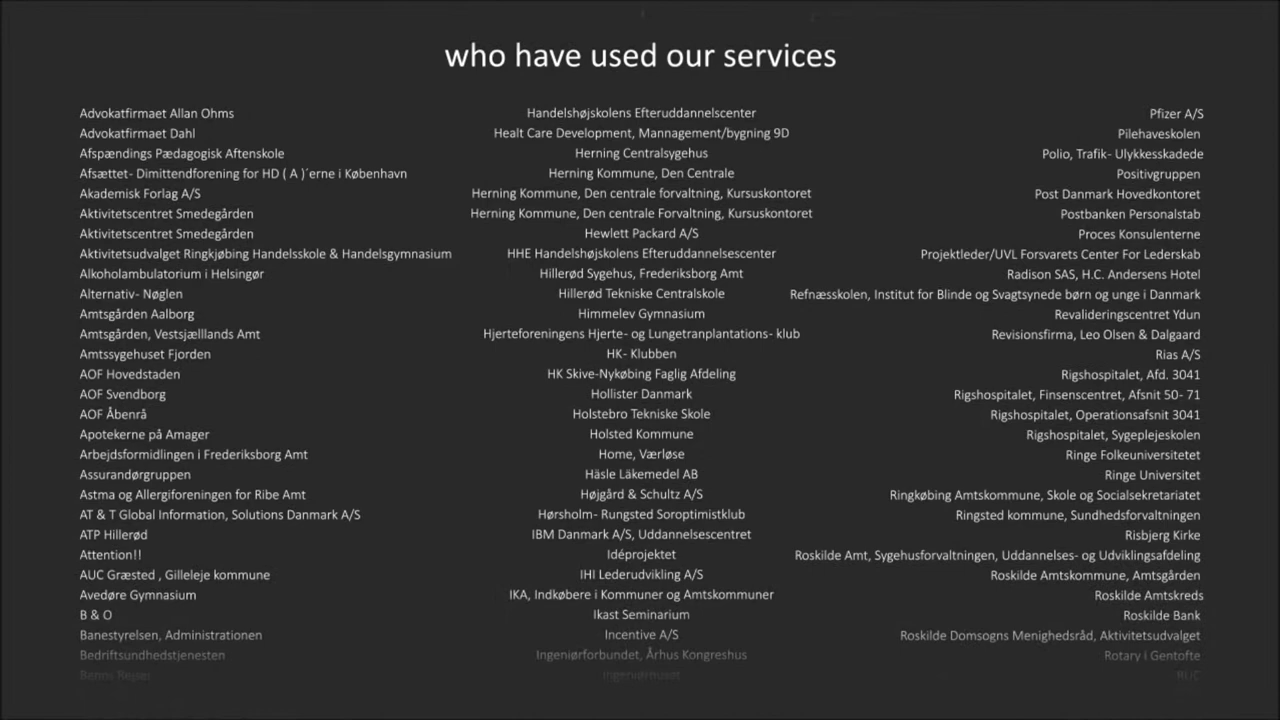 who have used our services
Advokatfirmaet Allan Ohms
Advokatfirmaet Dahl
Afspændings Pædagogisk Aftenskole
Afsættet- Dimittendforening for HD ( A )´erne i København
Akademisk Forlag A/S
Aktivitetscentret Smedegården
Aktivitetscentret Smedegården
Aktivitetsudvalget Ringkjøbing Handelsskole & Handelsgymnasium
Alkoholambulatorium i Helsingør
Alternativ- Nøglen
Amtsgården Aalborg
Amtsgården, Vestsjælllands Amt
Amtssygehuset Fjorden
AOF Hovedstaden
AOF Svendborg
AOF Åbenrå
Apotekerne på Amager
Arbejdsformidlingen i Frederiksborg Amt
Assurandørgruppen
Astma og Allergiforeningen for Ribe Amt
AT & T Global Information, Solutions Danmark A/S
ATP Hillerød
Attention!!
AUC Græsted , Gilleleje kommune
Avedøre Gymnasium
B & O
Banestyrelsen, Administrationen
Bedriftsundhedstjenesten
Benns Rejser
Handelshøjskolens Efteruddannelscenter
Healt Care Development, Mannagement/bygning 9D
Herning Centralsygehus
Herning Kommune, Den Centrale
Herning Kommune, Den centrale forvaltning, Kursuskontoret
Herning Kommune, Den centrale Forvaltning, Kursuskontoret
Hewlett Packard A/S
HHE Handelshøjskolens Efteruddannelsescenter
Hillerød Sygehus, Frederiksborg Amt
Hillerød Tekniske Centralskole
Himmelev Gymnasium
Hjerteforeningens Hjerte- og Lungetranplantations- klub
HK- Klubben
HK Skive-Nykøbing Faglig Afdeling
Hollister Danmark
Holstebro Tekniske Skole
Holsted Kommune
Home, Værløse
Häsle Läkemedel AB
Højgård & Schultz A/S
Hørsholm- Rungsted Soroptimistklub
IBM Danmark A/S, Uddannelsescentret
Idéprojektet
IHI Lederudvikling A/S
IKA, Indkøbere i Kommuner og Amtskommuner
Ikast Seminarium
Incentive A/S
Ingeniørforbundet, Århus Kongreshus
Ingeniørhuset
Pfizer A/S
Pilehaveskolen
Polio, Trafik- Ulykkesskadede
Positivgruppen
Post Danmark Hovedkontoret
Postbanken Personalstab
Proces Konsulenterne
Projektleder/UVL Forsvarets Center For Lederskab
Radison SAS, H.C. Andersens Hotel
Refnæsskolen, Institut for Blinde og Svagtsynede børn og unge i Danmark
Revalideringscentret Ydun
Revisionsfirma, Leo Olsen & Dalgaard
Rias A/S
Rigshospitalet, Afd. 3041
Rigshospitalet, Finsenscentret, Afsnit 50- 71
Rigshospitalet, Operationsafsnit 3041
Rigshospitalet, Sygeplejeskolen
Ringe Folkeuniversitetet
Ringe Universitet
Ringkøbing Amtskommune, Skole og Socialsekretariatet
Ringsted kommune, Sundhedsforvaltningen
Risbjerg Kirke
Roskilde Amt, Sygehusforvaltningen, Uddannelses- og Udviklingsafdeling
Roskilde Amtskommune, Amtsgården
Roskilde Amtskreds
Roskilde Bank
Roskilde Domsogns Menighedsråd, Aktivitetsudvalget
Rotary i Gentofte
RUC